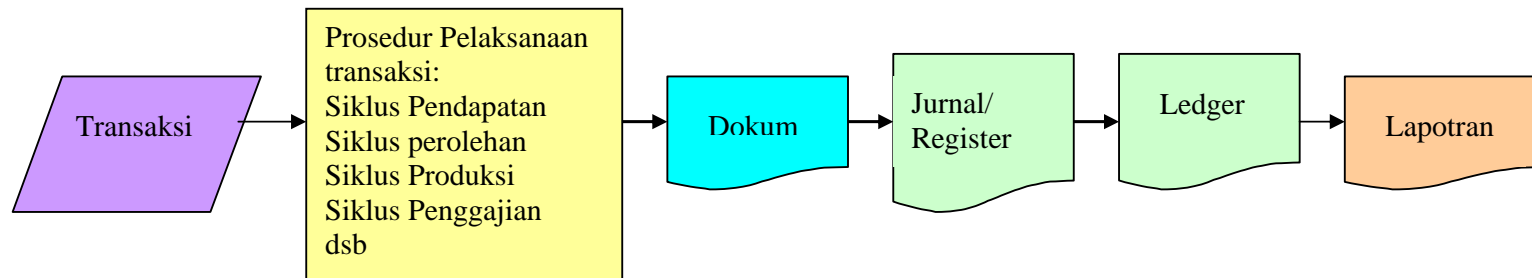 Transaksi
Prosedur Pelaksanaan
transaksi:
Siklus Pendapatan
Siklus perolehan
Siklus Produksi
Siklus Penggajian
dsb
Dokum
Jurnal/
Register
Ledger
Lapotran